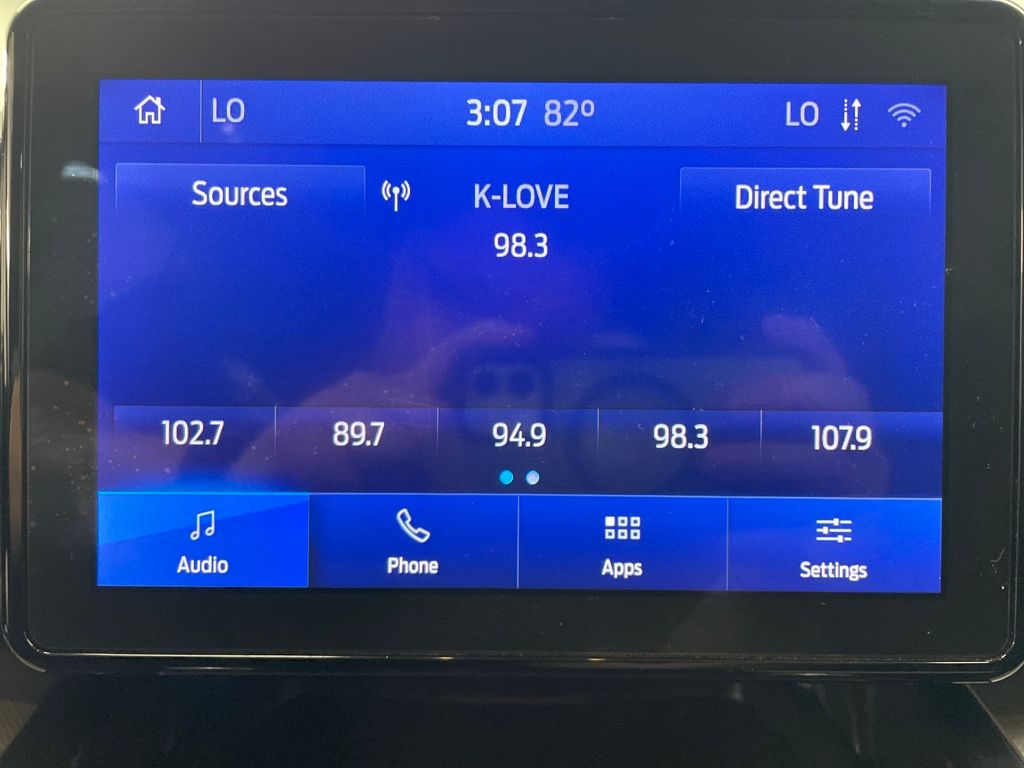 LO 3:07 82º LO
Sources K-LOVE Direct Tune
98.3
102.7 89.7 94.9 98.3 107.9
Audio Phone Apps Settings